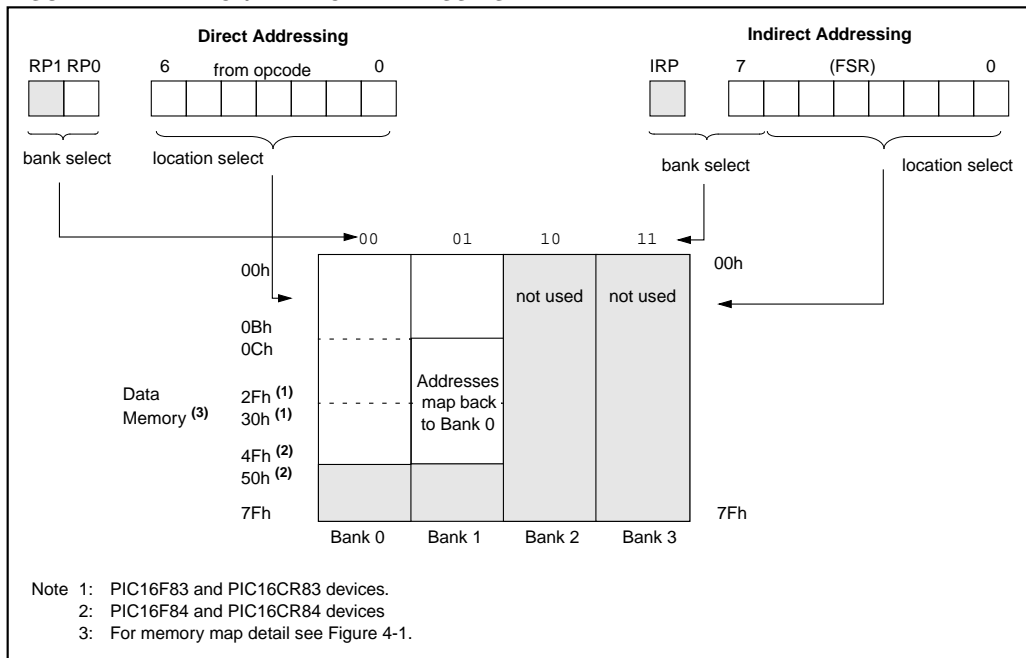 Direct Addressing
Indirect Addressing
RP1 RP0
6 from opcode 0
IRP
7 (FSR) 0
bank select
location select
bank select
location select
00 01 10 11
00h
00h
not used
not used
0Bh
0Ch
Addresses
map back
to Bank 0
Data
Memory (3)
2Fh (1)
30h (1)
4Fh (2)
50h (2)
7Fh
7Fh
Bank 0 Bank 1 Bank 2 Bank 3
Note 1: PIC16F83 and PIC16CR83 devices.
2: PIC16F84 and PIC16CR84 devices
3: For memory map detail see Figure 4-1.